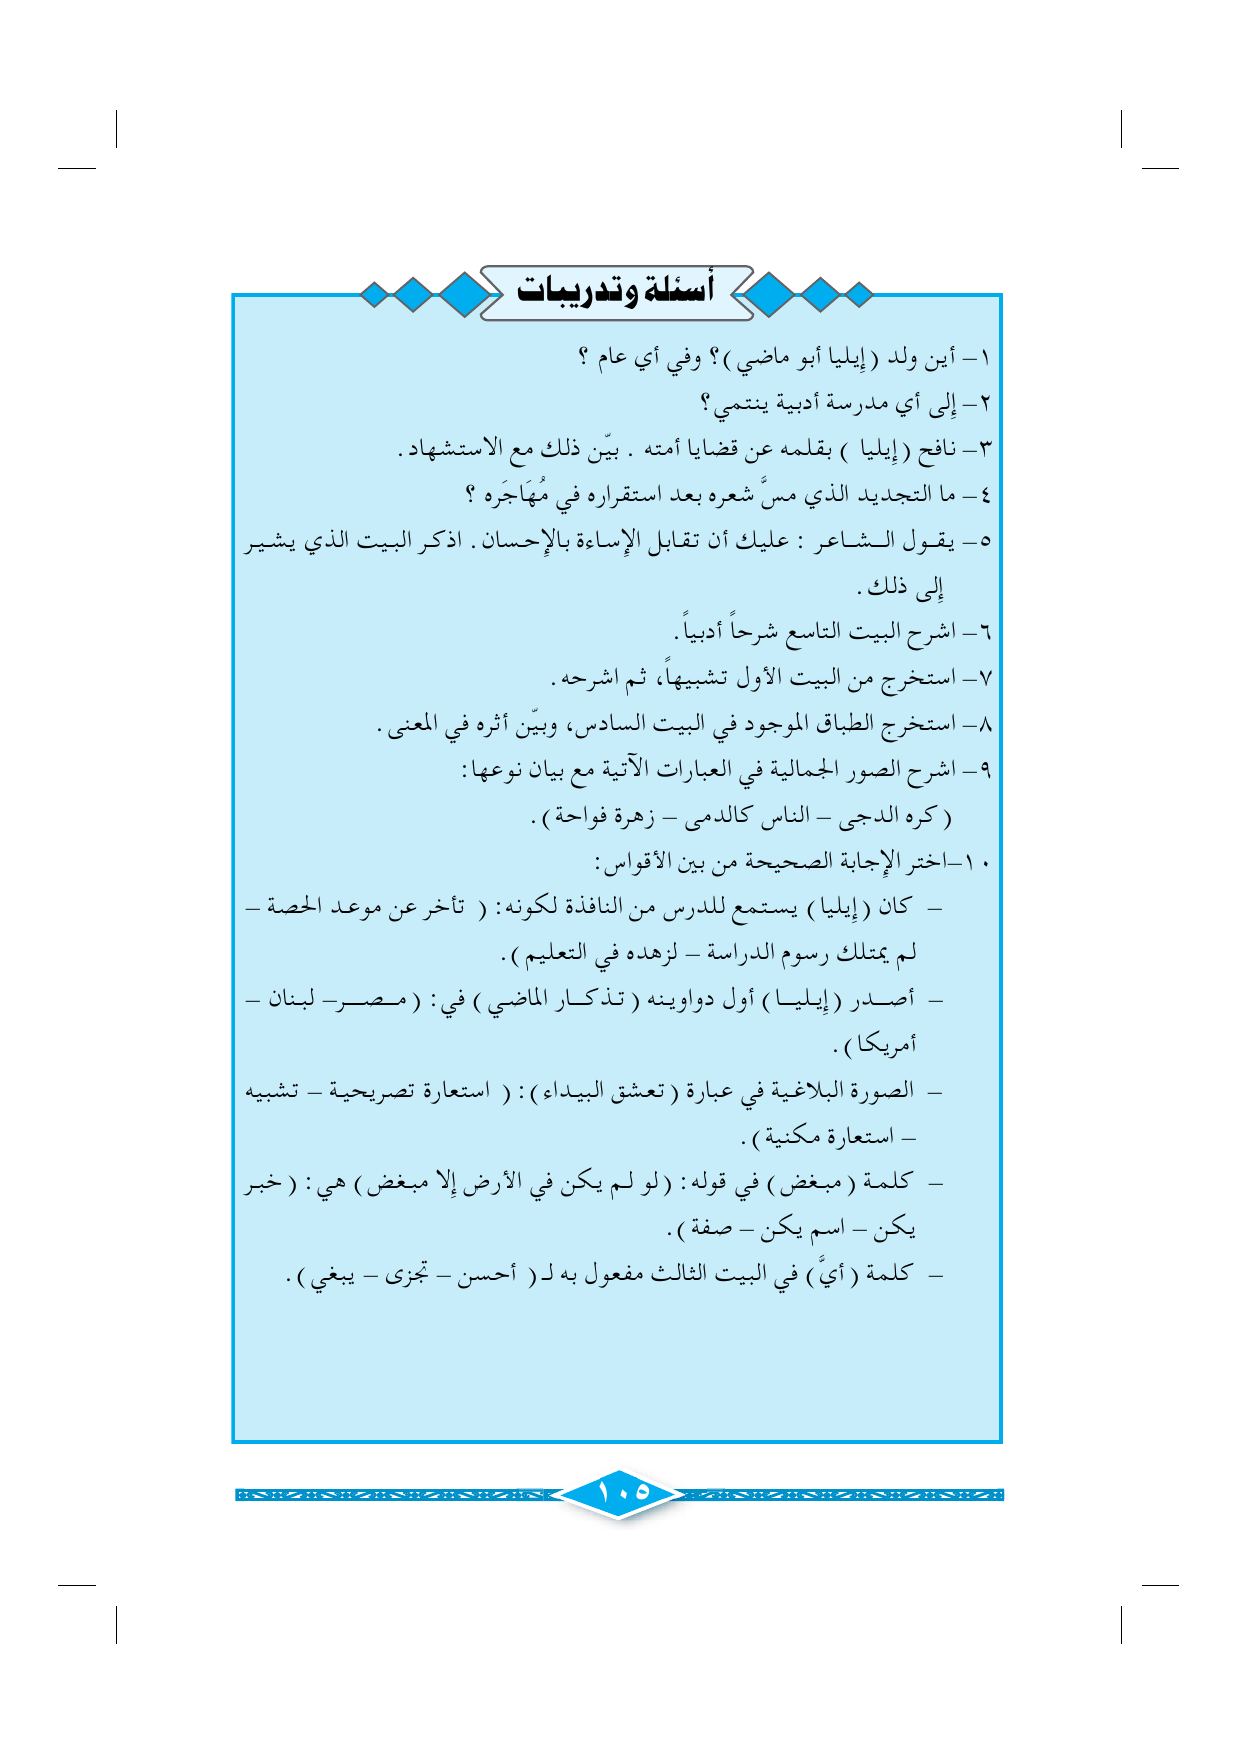 أسئلة وتدريبات
١– أين ولد (إيليا أبو ماضي)؟ وفي أي عام ؟
٢– إلى أي مدرسة أدبية ينتمي؟
٣– نافح (إيليا ) بقلمه عن قضايا أمته . بيّن ذلك مع الاستشهاد.
٤– ما التجديد الذي مسَّ شعره بعد استقراره في مُهَاجَره ؟
٥– يقول الشاعر : عليك أن تقابل الإساءة بالإحسان. اذكر البيت الذي يشير
إلى ذلك.
٦– اشرح البيت التاسع شرحاً أدبياً.
٧– استخرج من البيت الأول تشبيهاً، ثم اشرحه.
٨– استخرج الطباق الموجود في البيت السادس، وبيّن أثره في المعنى.
٩– اشرح الصور الجمالية في العبارات الآتية مع بيان نوعها:
(كره الدجى – الناس كالدمى – زهرة فواحة).
١٠–اختر الإجابة الصحيحة من بين الأقواس:
– كان (إيليا) يستمع للدرس من النافذة لكونه: ( تأخر عن موعد الحصة –
لم يمتلك رسوم الدراسة – لزهده في التعليم).
– أصدر (إيليا) أول دواوينه (تذكار الماضي) في: (مصر– لبنان –
أمريكا).
– الصورة البلاغية في عبارة (تعشق البيداء): ( استعارة تصريحية – تشبيه
– استعارة مكنية).
– كلمة (مبغض) في قوله: (لو لم يكن في الأرض إلا مبغض) هي: (خبر
يكن – اسم يكن – صفة).
– كلمة (أيَّ) في البيت الثالث مفعول به لـ ( أحسن – تجزى – يبغي).
١٠٥